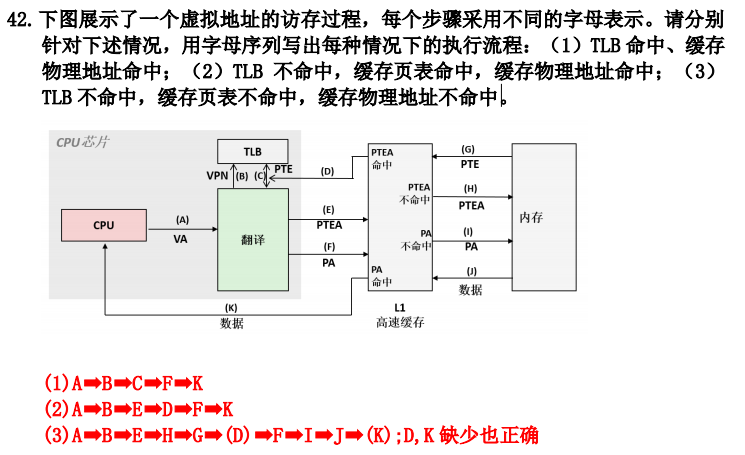 42. 下图展示了一个虚拟地址的访存过程，每个步骤采用不同的字母表示。请分别
针对下述情况，用字母序列写出每种情况下的执行流程：（1）TLB 命中、缓存
物理地址命中；（2）TLB 不命中，缓存页表命中，缓存物理地址命中；（3）
TLB 不命中，缓存页表不命中，缓存物理地址不命中。
CPU 芯片
TLB
VPN (B) (C) PTE
(D)
PTEA
命中
(G)
PTE
CPU
(A)
VA
翻译
(E)
PTEA
(F)
PA
PTEA
不命中
(H)
PTEA
PA
不命中
(I)
PA
内存
PA
命中
(J)
数据
(K)
数据
L1
高速缓存
(1)A➡B➡C➡F➡K
(2)A➡B➡E➡D➡F➡K
(3)A➡B➡E➡H➡G➡(D)➡F➡I➡J➡(K);D,K 缺少也正确